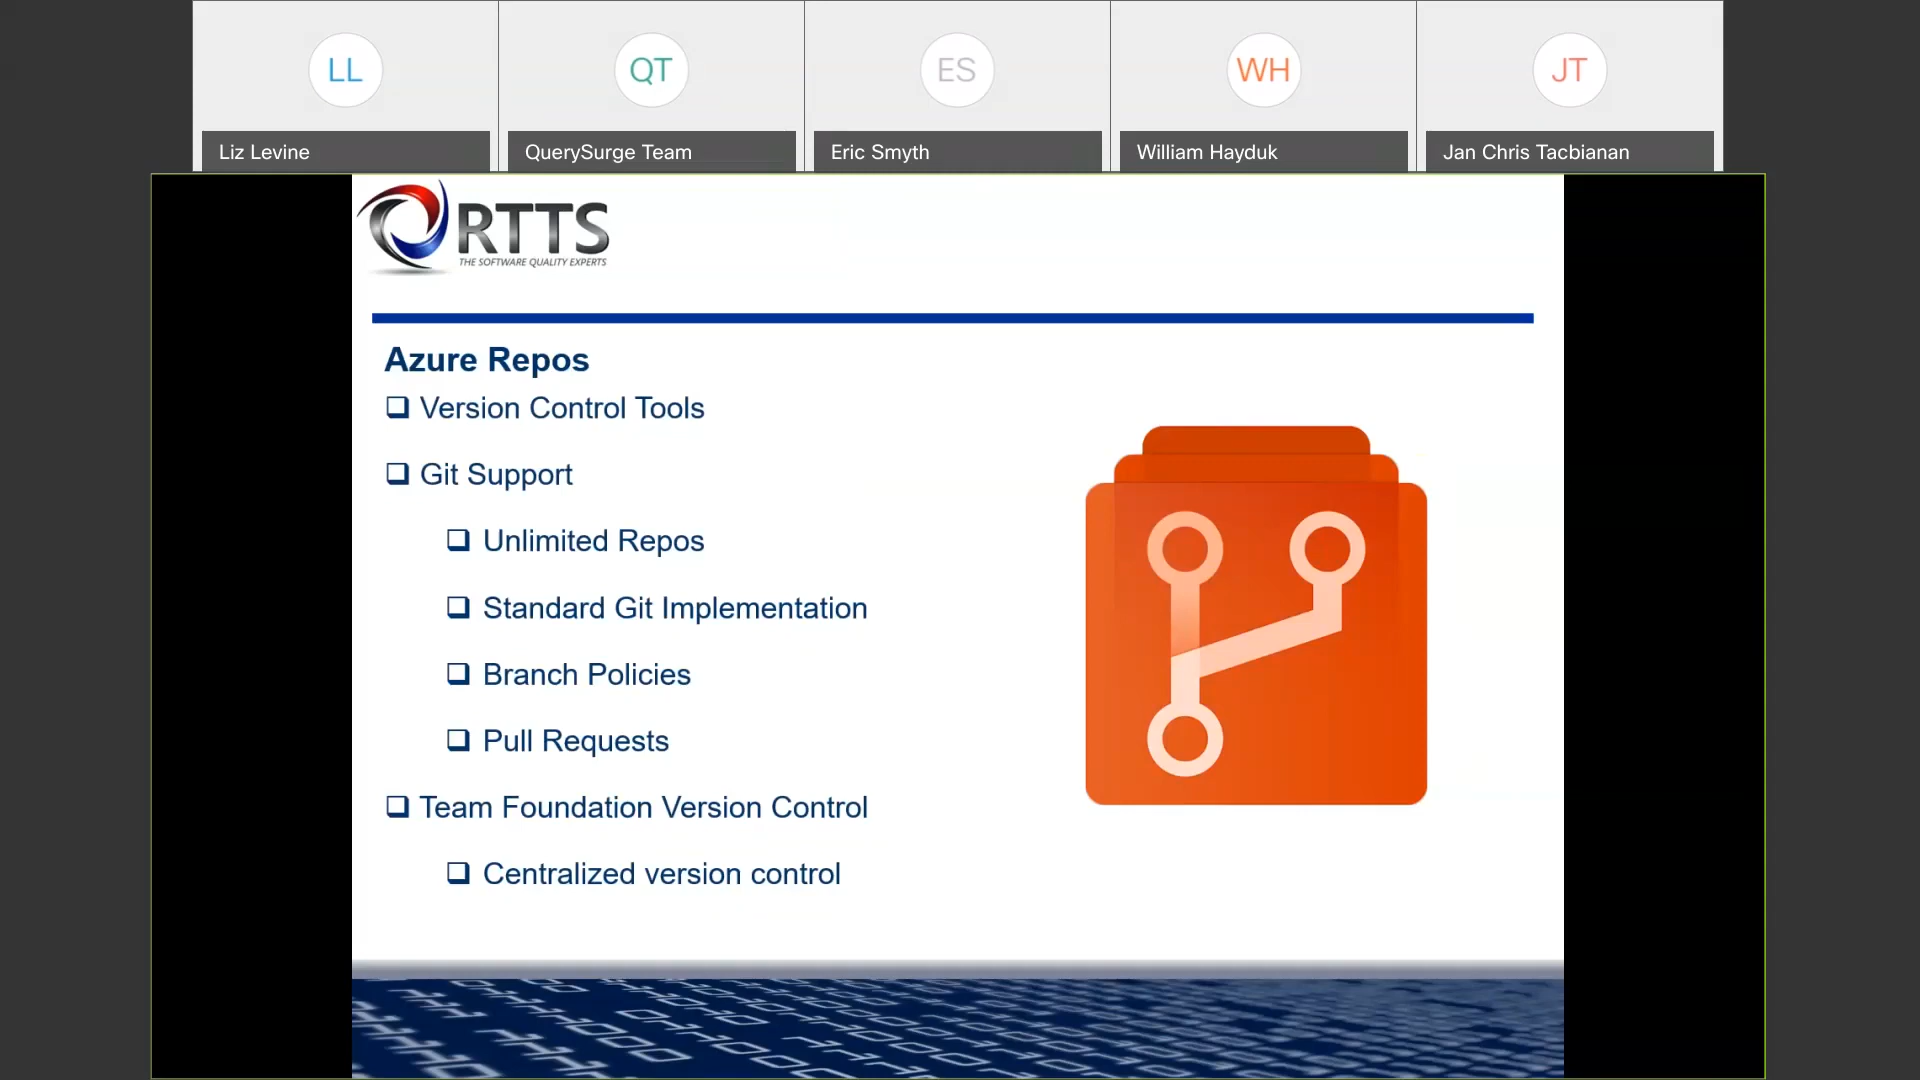 LL
QT
ES
WH
JT
Liz Levine
QuerySurge Team
Eric Smyth
William Hayduk
Jan Chris Tacbianan
RTTS
THE SOFTWARE QUALITY EXPERTS
Azure Repos
Version Control Tools
Git Support
Unlimited Repos
Standard Git Implementation
Branch Policies
Pull Requests
Team Foundation Version Control
Centralized version control